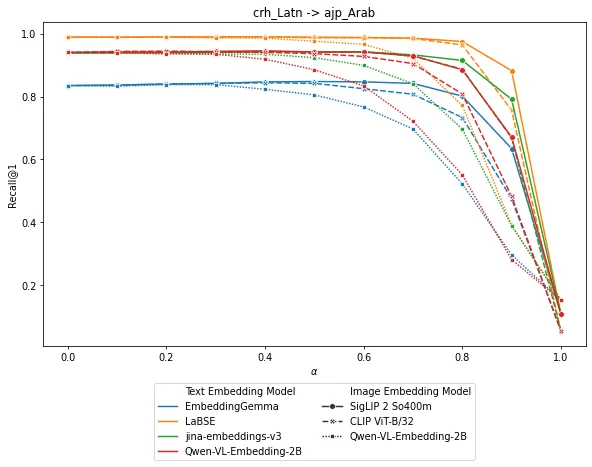 crh_Latn -> ajp_Arab
Recall@1
1.0
0.8
0.6
0.4
0.2
0.0 0.2 0.4 0.6 0.8 1.0
α
Text Embedding Model Image Embedding Model
EmbeddingGemma SigLIP 2 So400m
LaBSE CLIP ViT-B/32
jina-embeddings-v3 Qwen-VL-Embedding-2B
Qwen-VL-Embedding-2B